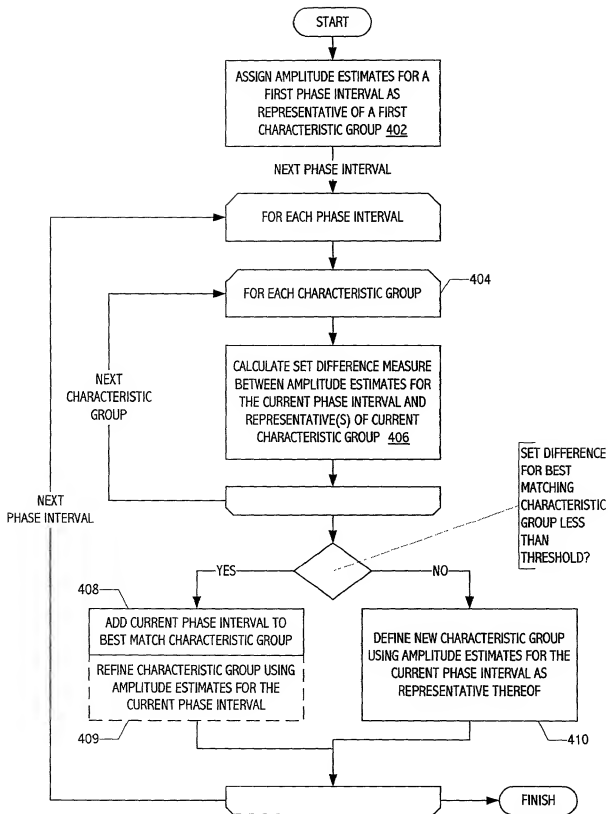 START
ASSIGN AMPLITUDE ESTIMATES FOR A
FIRST PHASE INTERVAL AS
REPRESENTATIVE OF A FIRST
CHARACTERISTIC GROUP 402
NEXT PHASE INTERVAL
FOR EACH PHASE INTERVAL
FOR EACH CHARACTERISTIC GROUP
404
CALCULATE SET DIFFERENCE MEASURE
BETWEEN AMPLITUDE ESTIMATES FOR
THE CURRENT PHASE INTERVAL AND
REPRESENTATIVE(S) OF CURRENT
CHARACTERISTIC GROUP 406
NEXT
CHARACTERISTIC
GROUP
NEXT
PHASE INTERVAL
SET DIFFERENCE
FOR BEST
MATCHING
CHARACTERISTIC
GROUP LESS
THAN
THRESHOLD?
YES
NO
408
ADD CURRENT PHASE INTERVAL TO
BEST MATCH CHARACTERISTIC GROUP
REFINE CHARACTERISTIC GROUP USING
AMPLITUDE ESTIMATES FOR THE
CURRENT PHASE INTERVAL
409
DEFINE NEW CHARACTERISTIC GROUP
USING AMPLITUDE ESTIMATES FOR THE
CURRENT PHASE INTERVAL AS
REPRESENTATIVE THEREOF
410
FINISH